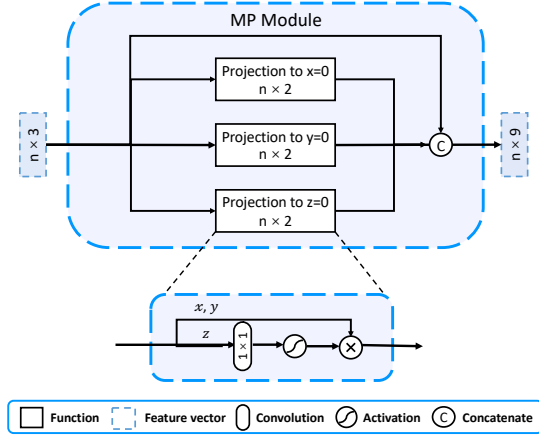 MP Module
Projection to x=0
n × 2
n × 3
Projection to y=0
n × 2
C
n × 9
Projection to z=0
n × 2
x, y
z
1 × 1
Function
Feature vector
Convolution
Activation
C
Concatenate